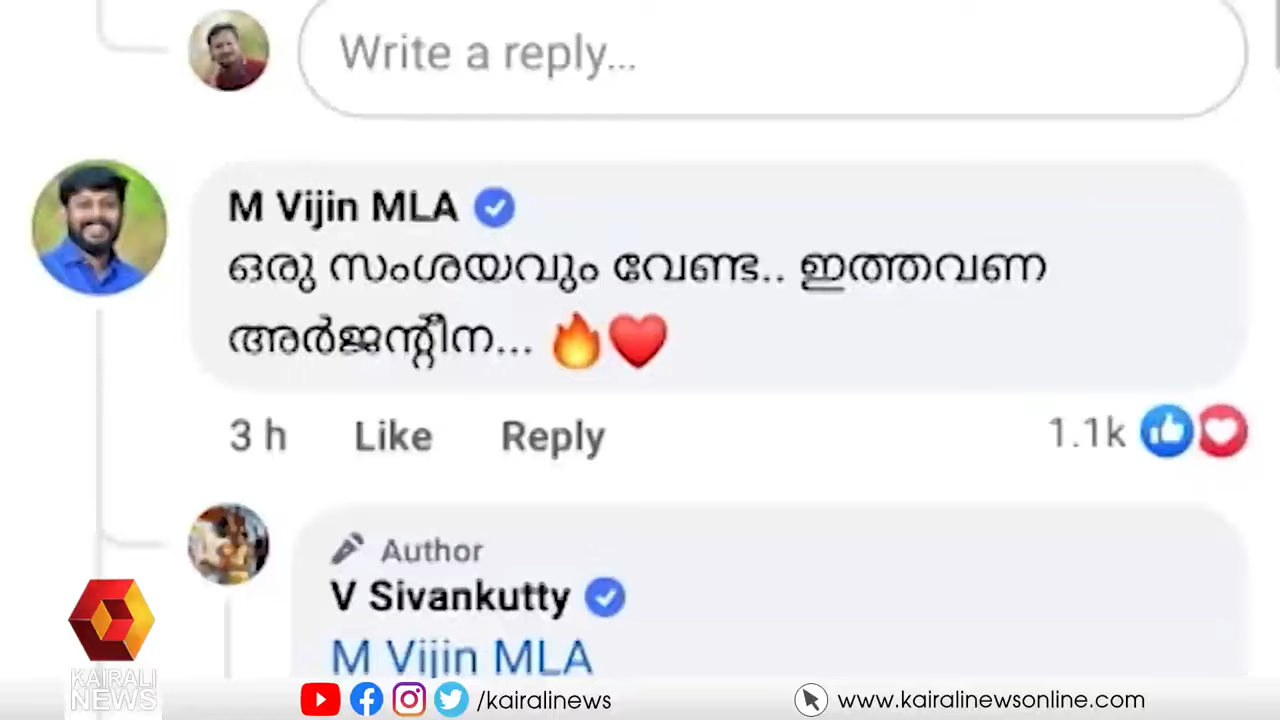 Write a reply...
M Vijin MLA
ഒരു സംശയവും വേണ്ട.. ഇത്തവണ
അർജന്റീന... 🔥❤️
3 h Like Reply 1.1k
Author
V Sivankutty
M Vijin MLA
KAIRALI
NEWS
/kairalinews
www.kairalinewsonline.com